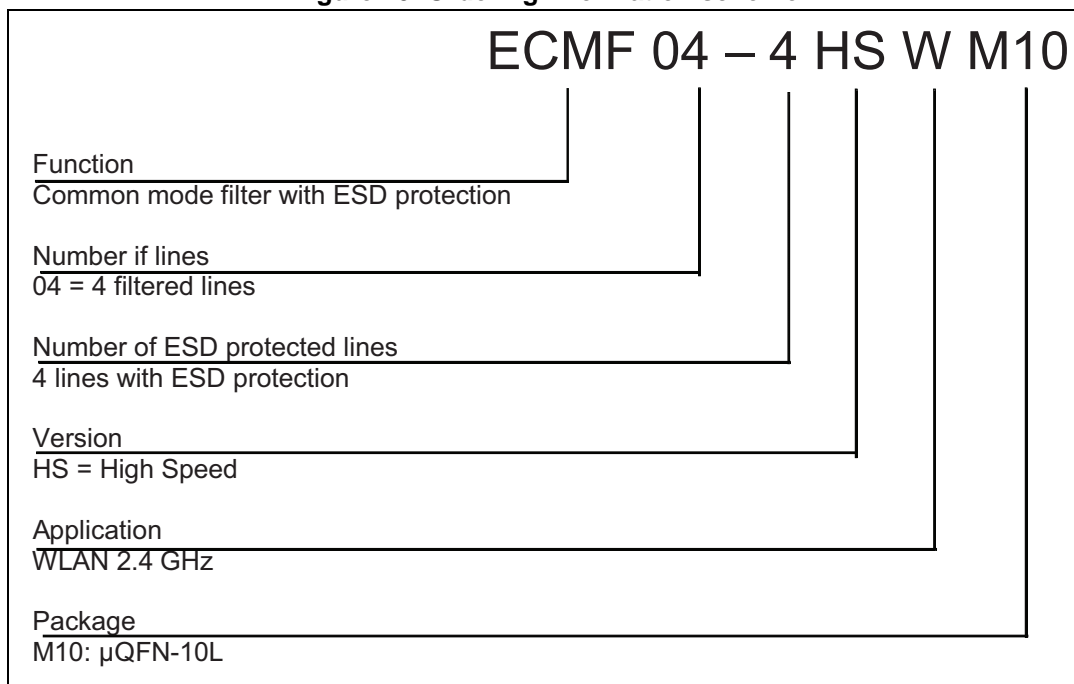 ECMF 04 – 4 HS W M10
Function
Common mode filter with ESD protection
Number if lines
04 = 4 filtered lines
Number of ESD protected lines
4 lines with ESD protection
Version
HS = High Speed
Application
WLAN 2.4 GHz
Package
M10: µQFN-10L